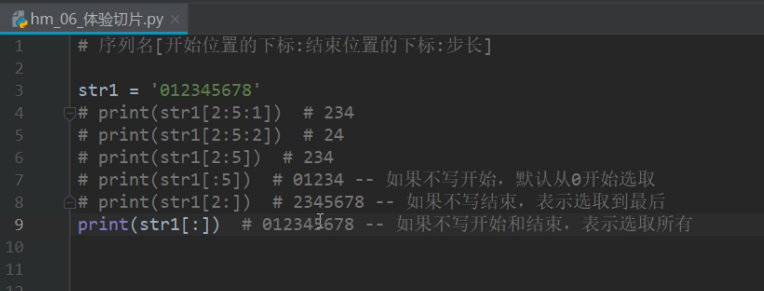 hm_06_体验切片.py ×
1 # 序列名[开始位置的下标:结束位置的下标:步长]
2
3 str1 = '012345678'
4 # print(str1[2:5:1])  # 234
5 # print(str1[2:5:2])  # 24
6 # print(str1[2:5])  # 234
7 # print(str1[:5])  # 01234 -- 如果不写开始，默认从0开始选取
8 # print(str1[2:])  # 2345678 -- 如果不写结束，表示选取到最后
9 print(str1[:])  # 012345678 -- 如果不写开始和结束，表示选取所有
10
11